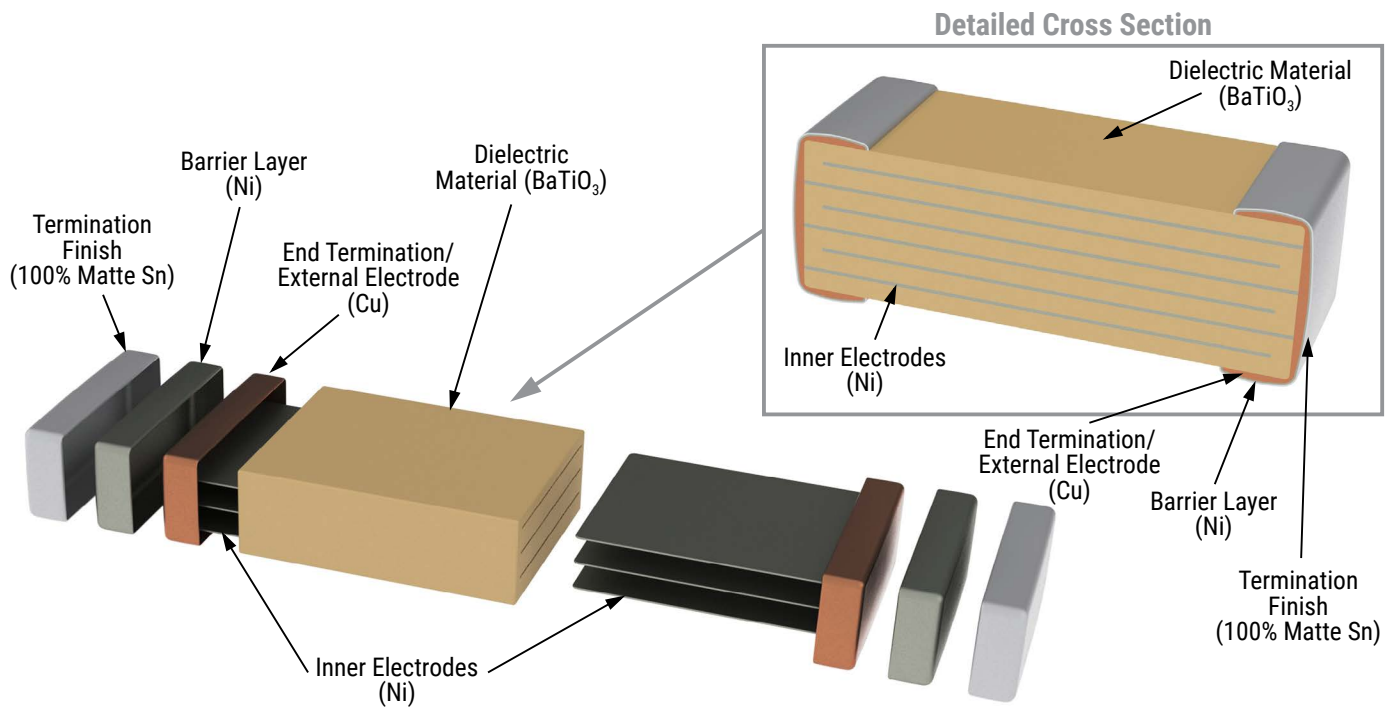 Detailed Cross Section
Dielectric Material
(BaTiO₃)
Inner Electrodes
(Ni)
End Termination/
External Electrode
(Cu)
Barrier Layer
(Ni)
Termination
Finish
(100% Matte Sn)
Termination
Finish
(100% Matte Sn)
Barrier Layer
(Ni)
End Termination/
External Electrode
(Cu)
Dielectric
Material (BaTiO₃)
Inner Electrodes
(Ni)